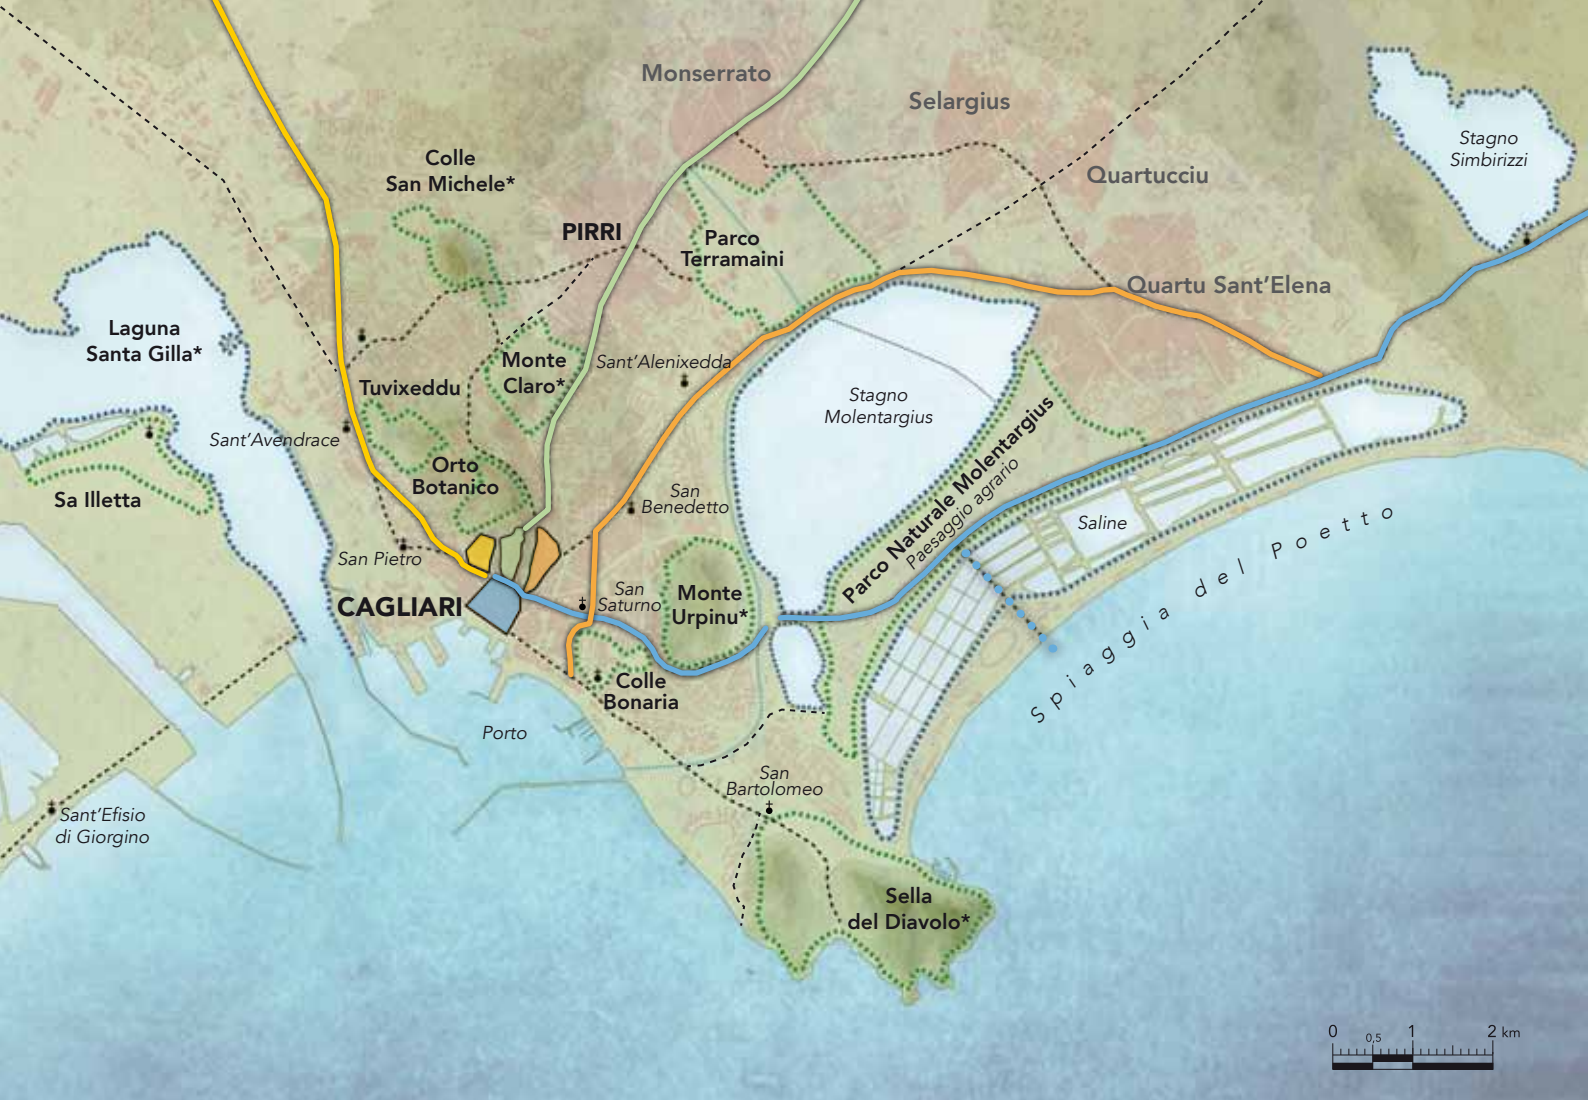 Monserrato
Selargius
Stagno
Simbirizzi
Colle
San Michele*
Quartucciu
PIRRI
Parco
Terramaini
Quartu Sant'Elena
Laguna
Santa Gilla*
Monte
Claro*
Sant'Alenixedda
Tuvixeddu
Stagno
Molentargius
Sant'Avendrace
Orto
Botanico
Sa Illetta
San
Benedetto
Parco Naturale Molentargius
Paesaggio agrario
Saline
Spiaggia del Poetto
San Pietro
CAGLIARI
San
Saturno
Monte
Urpinu*
Colle
Bonaria
Porto
San
Bartolomeo
Sant'Efisio
di Giorgino
Sella
del Diavolo*
0 0,5 1 2 km